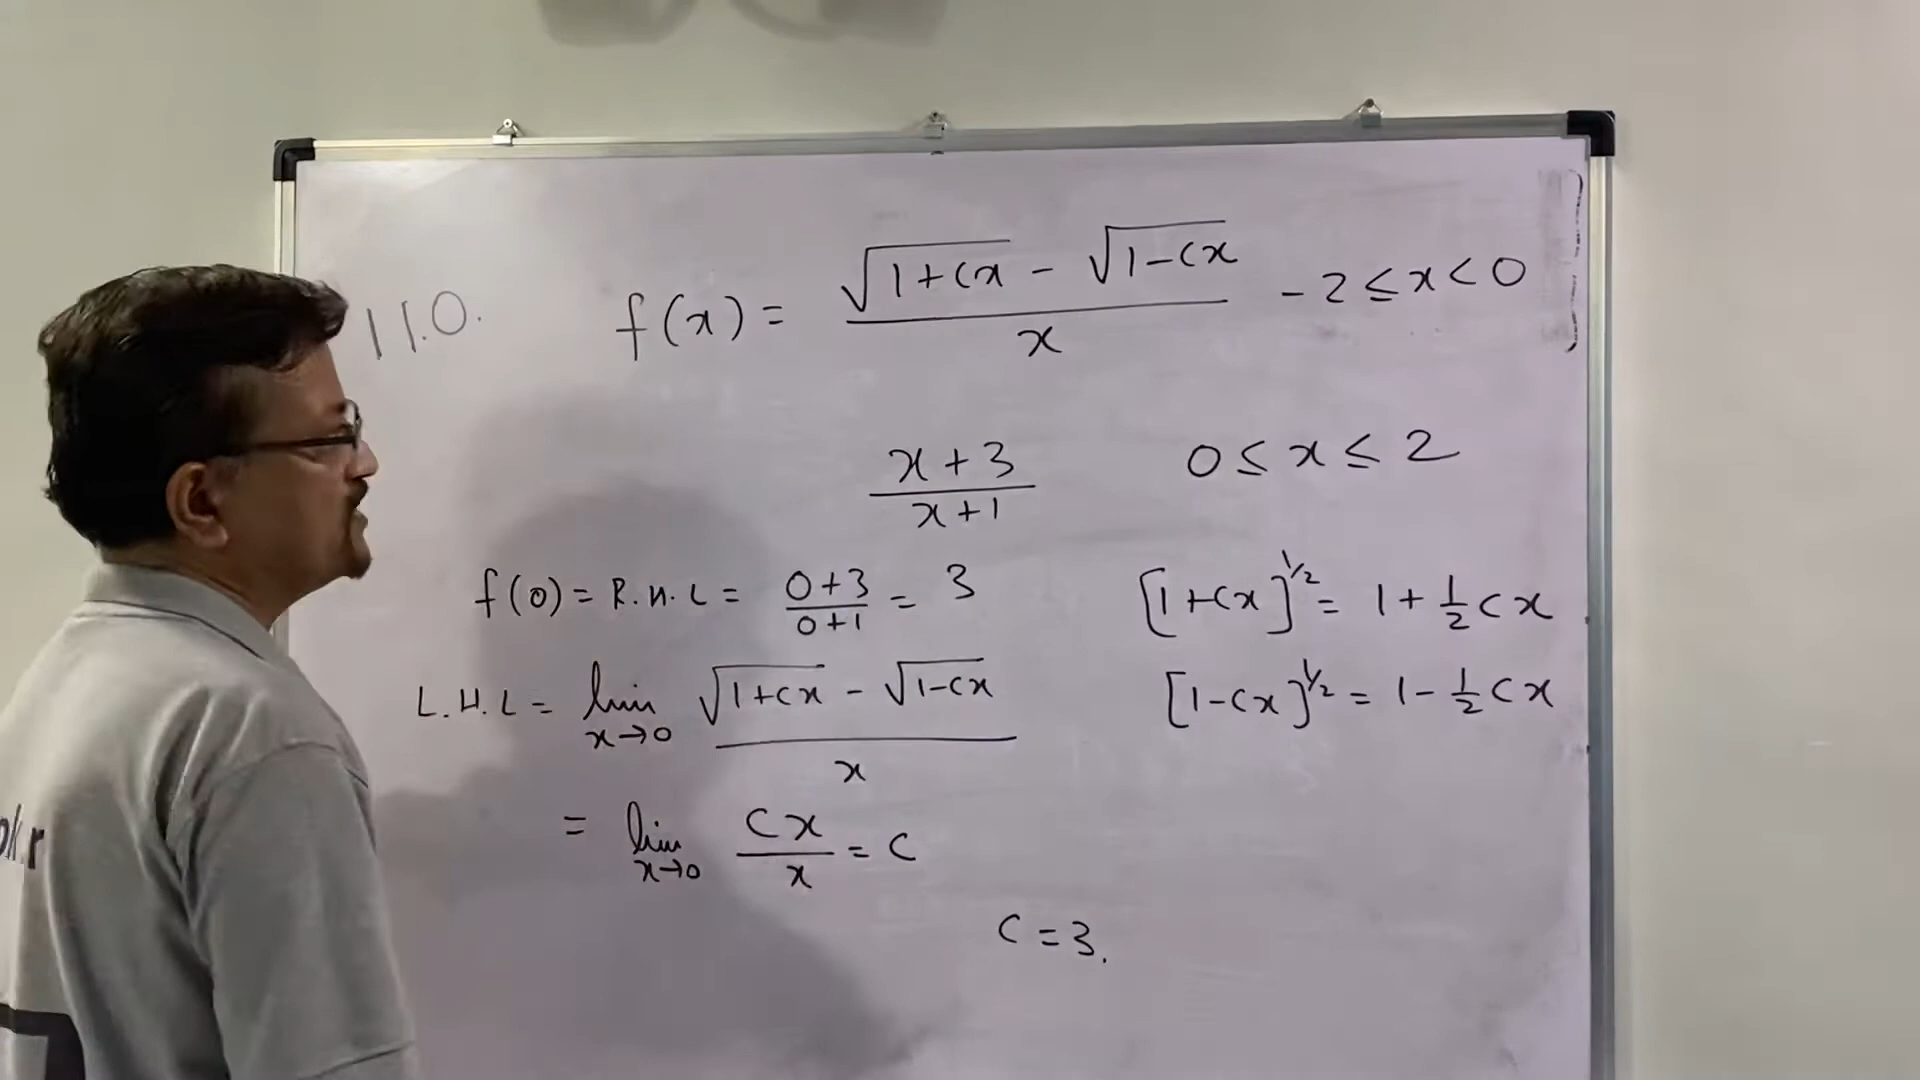 110. f(x) = √(1+cx) - √(1-cx) / x -2≤x<0
x+3 / x+1 0≤x≤2
f(0) = R.H.L = 0+3 / 0+1 = 3 [1+cx]^1/2 = 1+1/2 cx
L.H.L = lim x→0 √(1+cx) - √(1-cx) / x [1-cx]^1/2 = 1-1/2 cx
= lim x→0 cx / x = c
c = 3.